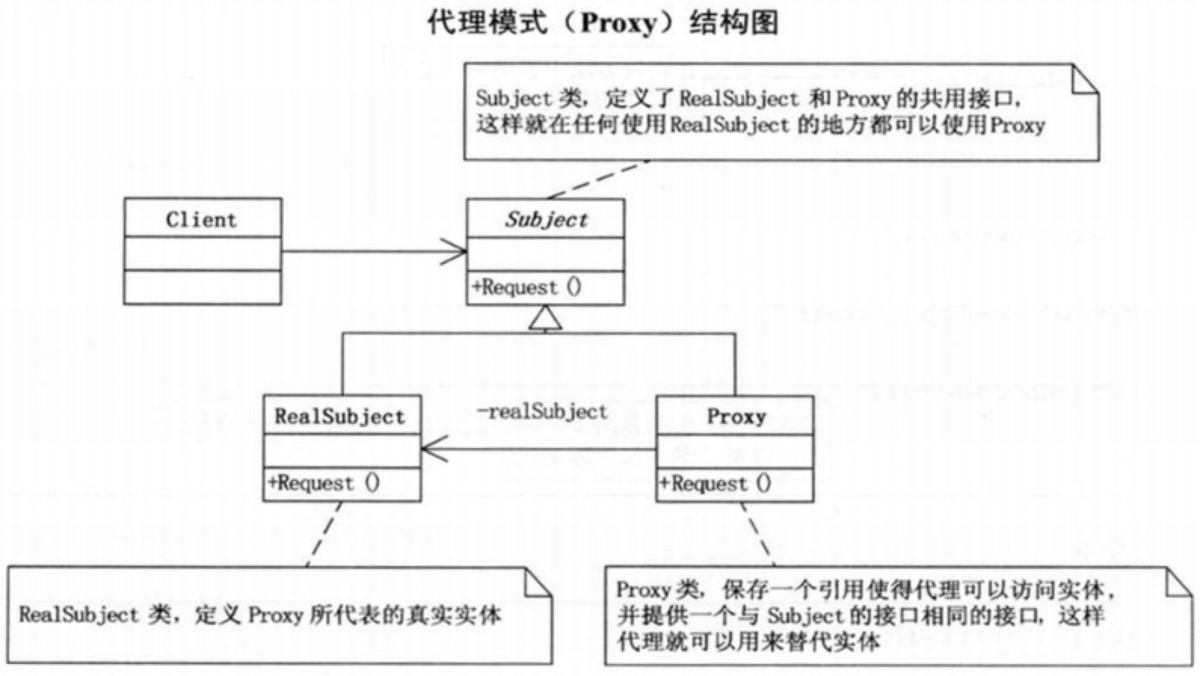 代理模式（Proxy）结构图
Subject 类，定义了 RealSubject 和 Proxy 的共用接口，
这样就在任何使用 RealSubject 的地方都可以使用 Proxy
Client
Subject
+Request ()
RealSubject
-realSubject
Proxy
+Request ()
+Request ()
RealSubject 类，定义 Proxy 所代表的真实实体
Proxy 类，保存一个引用使得代理可以访问实体，
并提供一个与 Subject 的接口相同的接口，这样
代理就可以用来替代实体